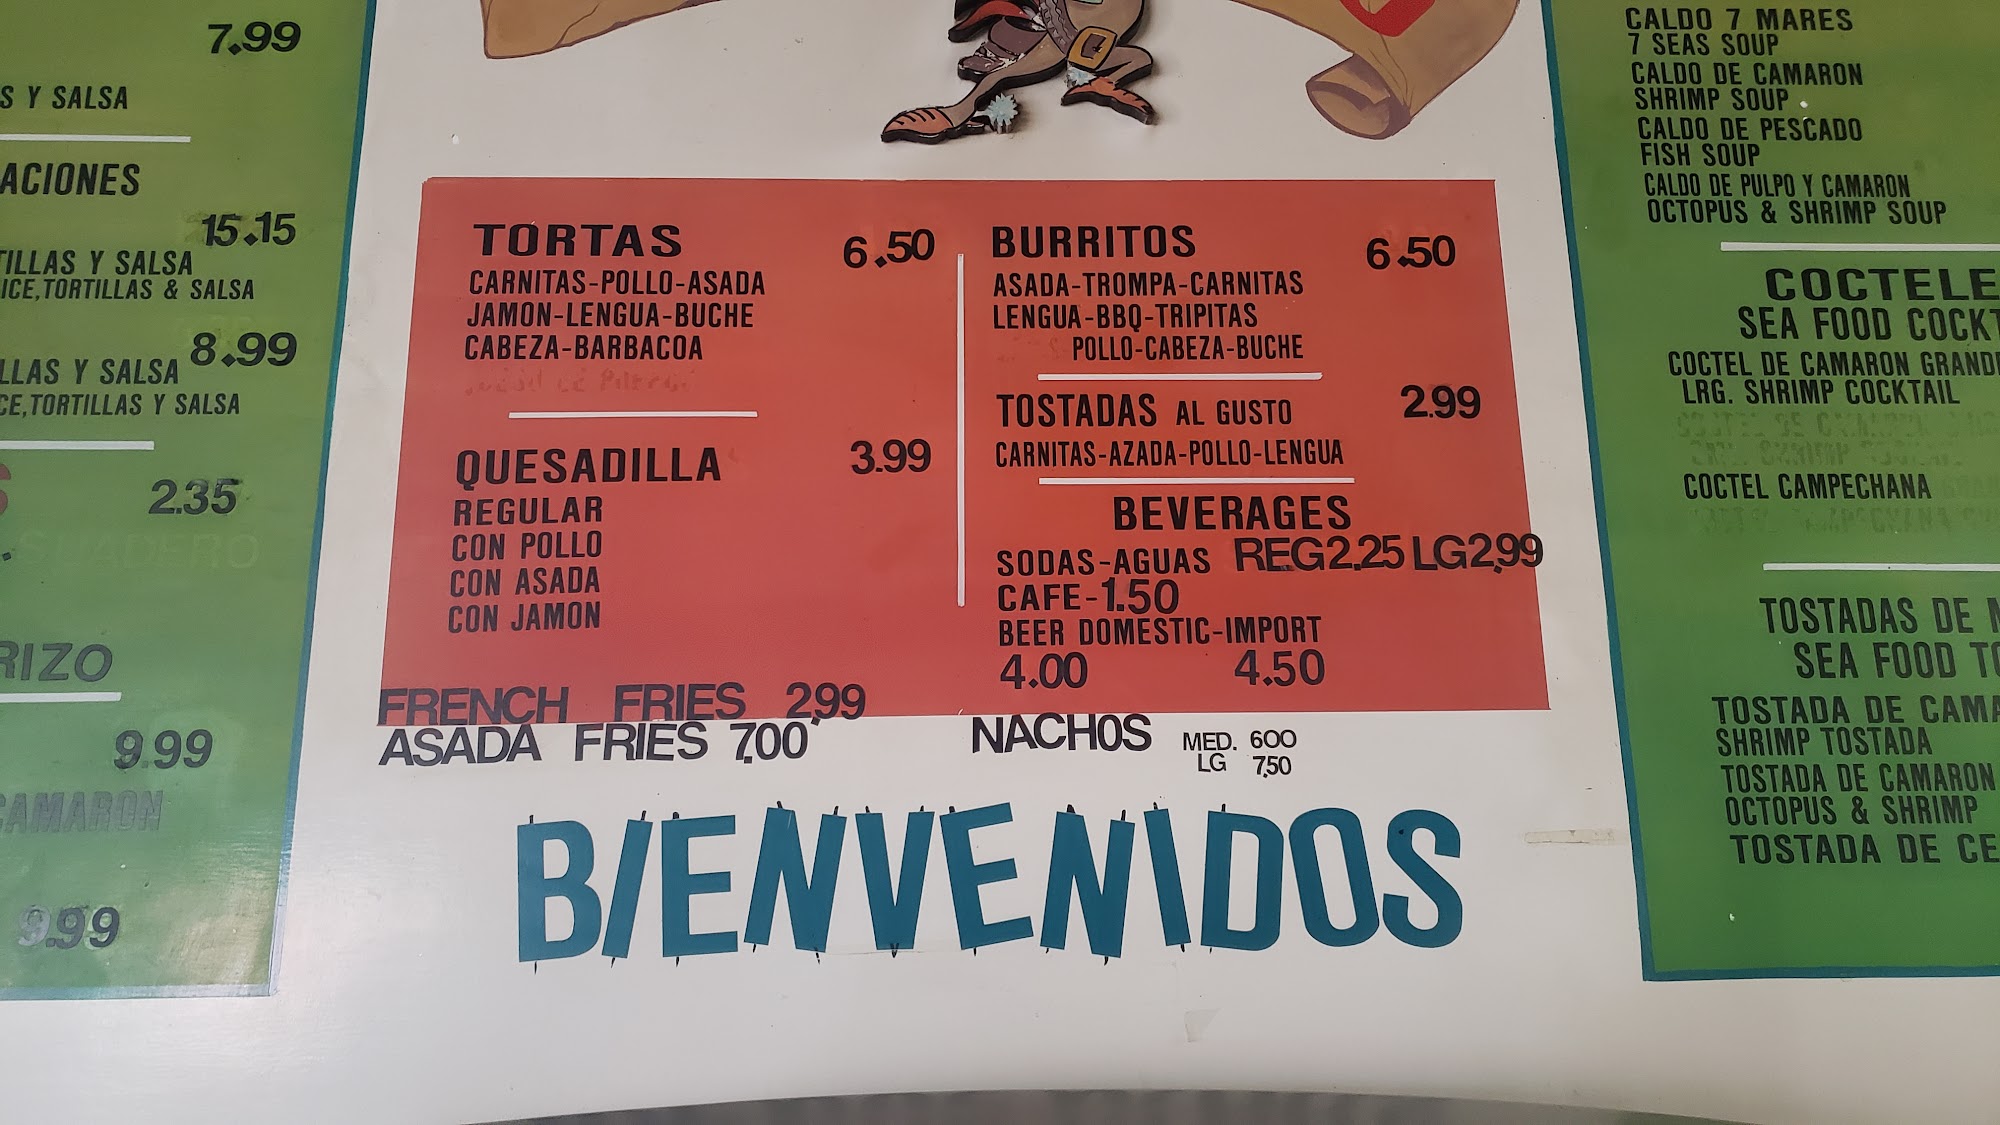 7.99
S Y SALSA
ACIONES
15.15
TILLAS Y SALSA
ICE, TORTILLAS & SALSA
8.99
LLAS Y SALSA
CE, TORTILLAS Y SALSA
2.35
RIZO
9.99
CAMARON
9.99
TORTAS 6.50
CARNITAS-POLLO-ASADA
JAMON-LENGUA-BUCHE
CABEZA-BARBACOA
QUESADILLA 3.99
REGULAR
CON POLLO
CON ASADA
CON JAMON
BURRITOS 6.50
ASADA-TROMPA-CARNITAS
LENGUA-BBQ-TRIPITAS
POLLO-CABEZA-BUCHE
TOSTADAS AL GUSTO 2.99
CARNITAS-AZADA-POLLO-LENGUA
BEVERAGES
SODAS-AGUAS REG 2.25 LG 2.99
CAFE-1.50
BEER DOMESTIC-IMPORT
4.00 4.50
FRENCH FRIES 2.99
ASADA FRIES 7.00
NACHOS MED. 600
LG 7.50
BIENVENIDOS
CALDO 7 MARES
7 SEAS SOUP
CALDO DE CAMARON
SHRIMP SOUP
CALDO DE PESCADO
FISH SOUP
CALDO DE PULPO Y CAMARON
OCTOPUS & SHRIMP SOUP
COCTELE
SEA FOOD COCKT
COCTEL DE CAMARON GRANDE
LRG. SHRIMP COCKTAIL
COCTEL CAMPECHANA
TOSTADAS DE
SEA FOOD TO
TOSTADA DE CAMA
SHRIMP TOSTADA
TOSTADA DE CAMARON
OCTOPUS & SHRIMP
TOSTADA DE CE